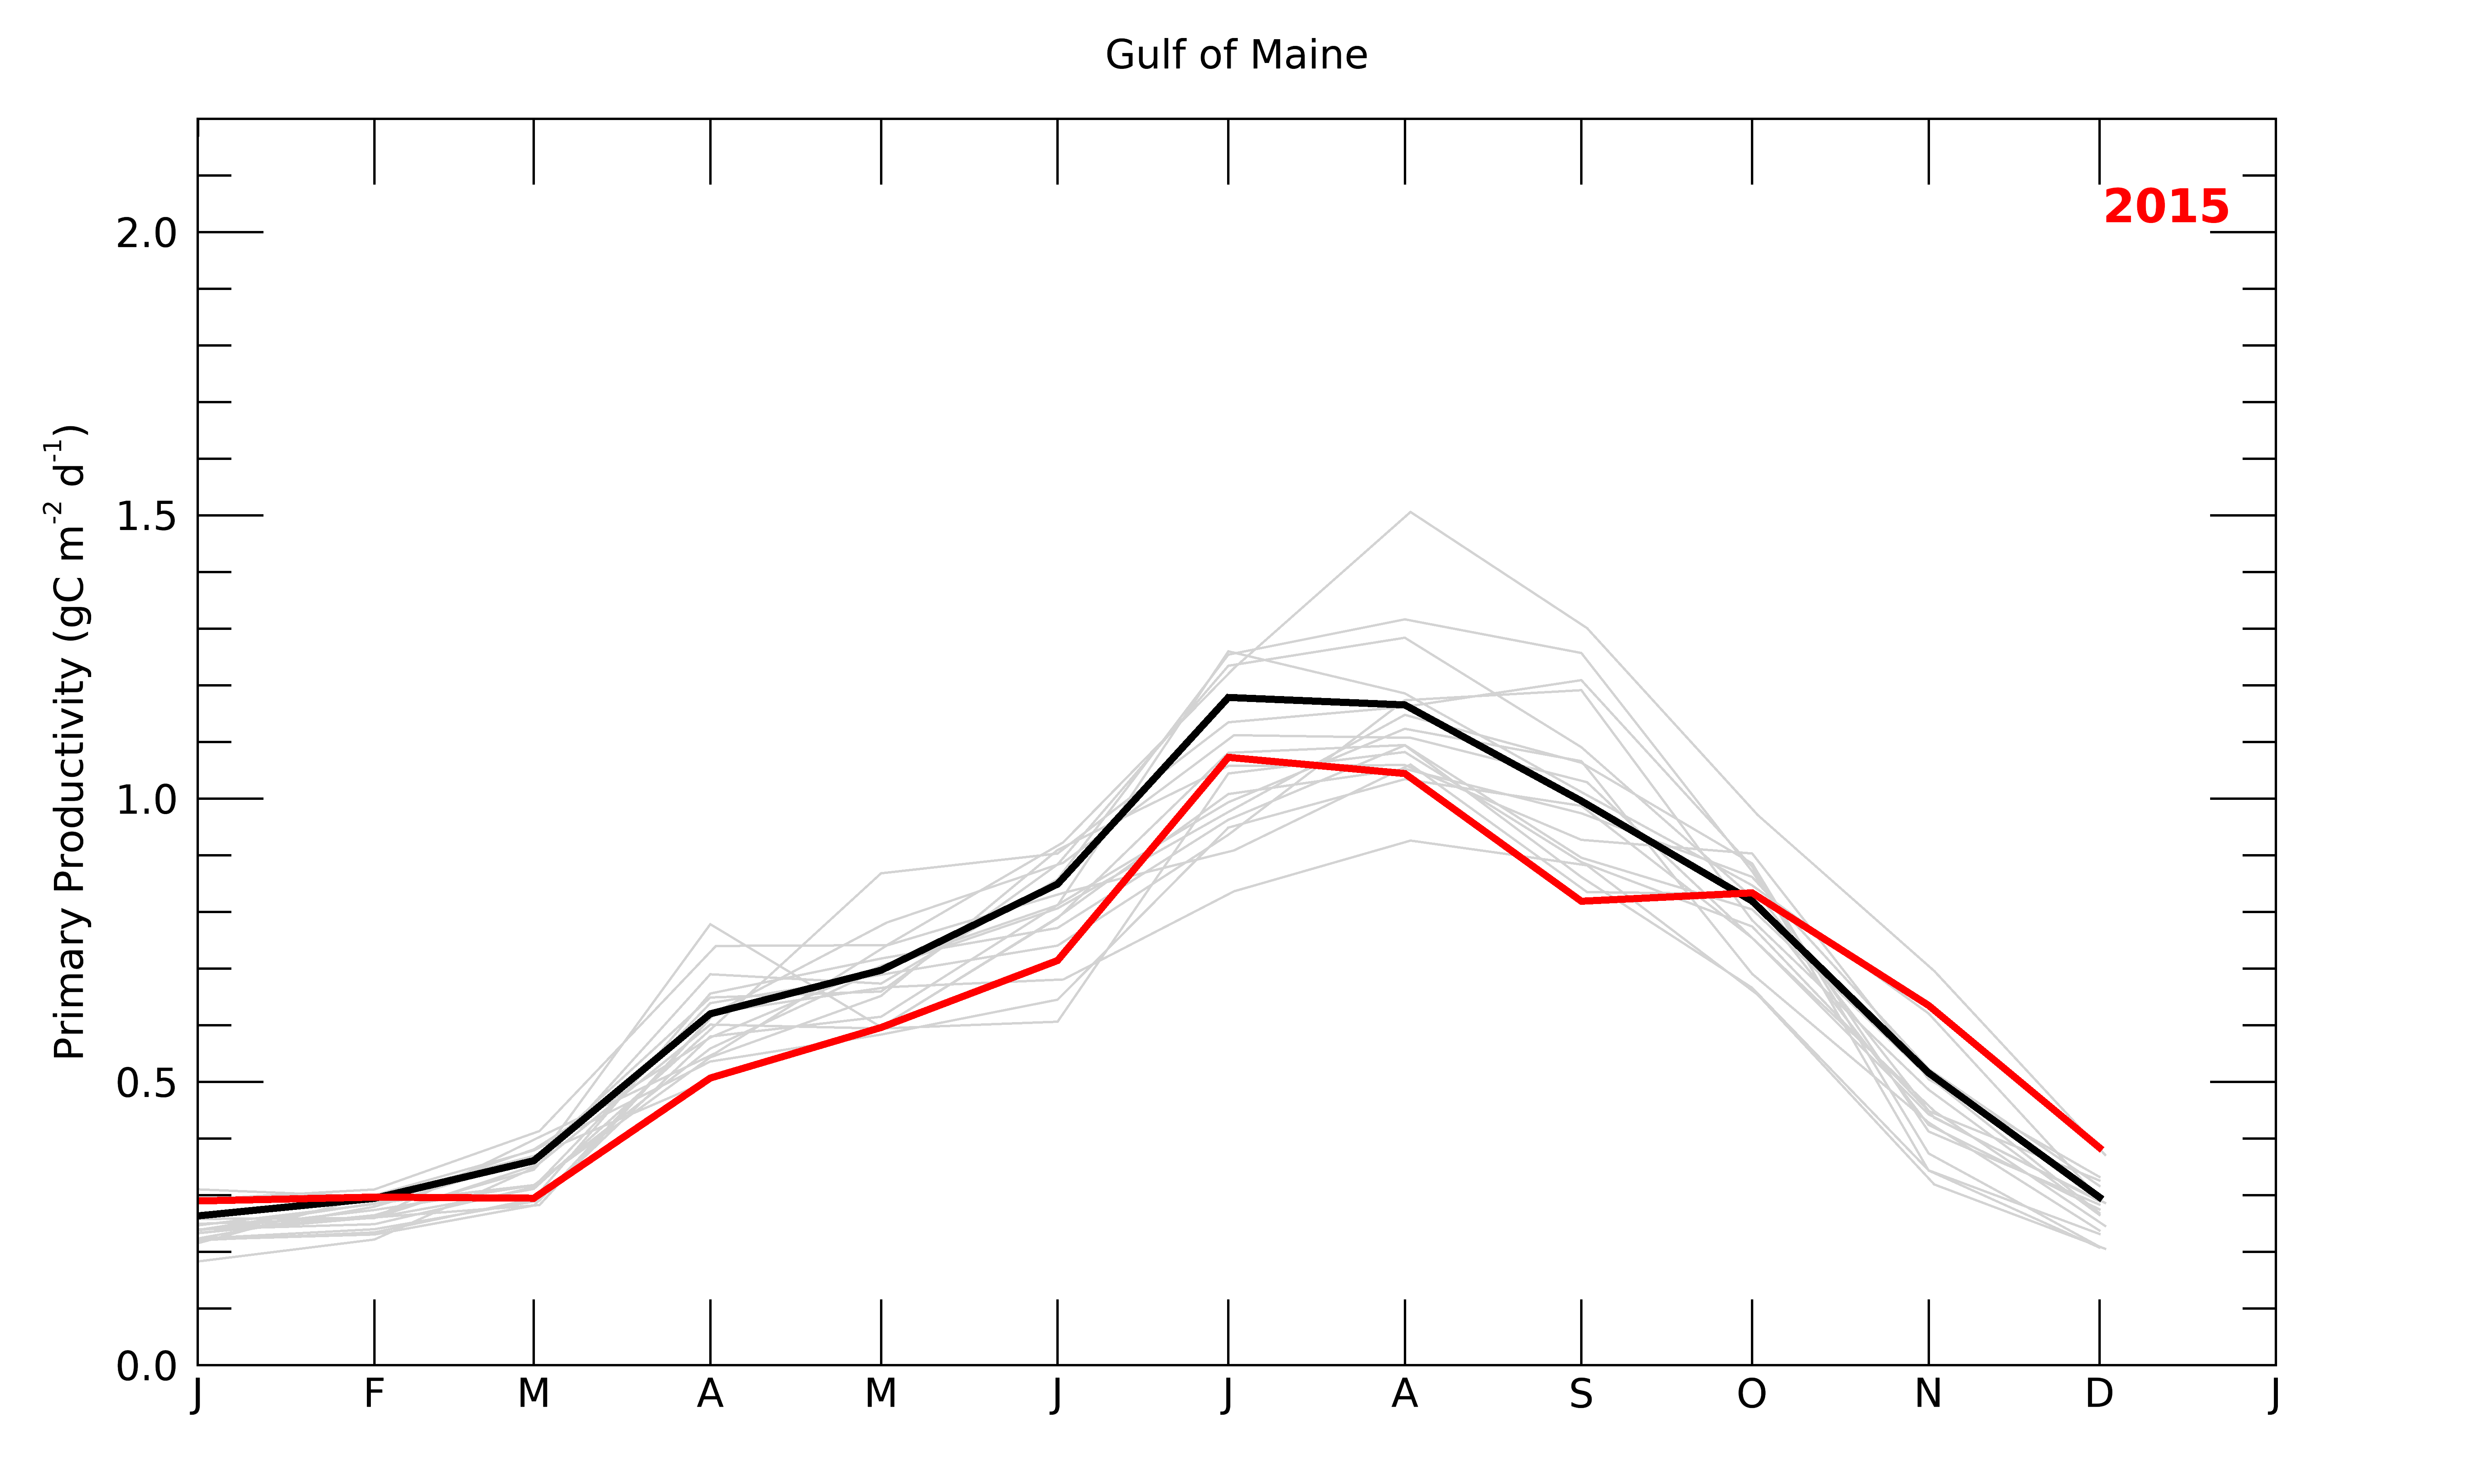 Gulf of Maine
2015
Primary Productivity (gC m-2 d-1)
2.0
1.5
1.0
0.5
0.0
J F M A M J J A S O N D J